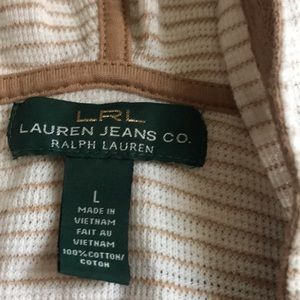 LRL
LAUREN JEANS CO.
RALPH LAUREN
L
MADE IN
VIETNAM
FAIT AU
VIETNAM
100% COTTON/
COTON